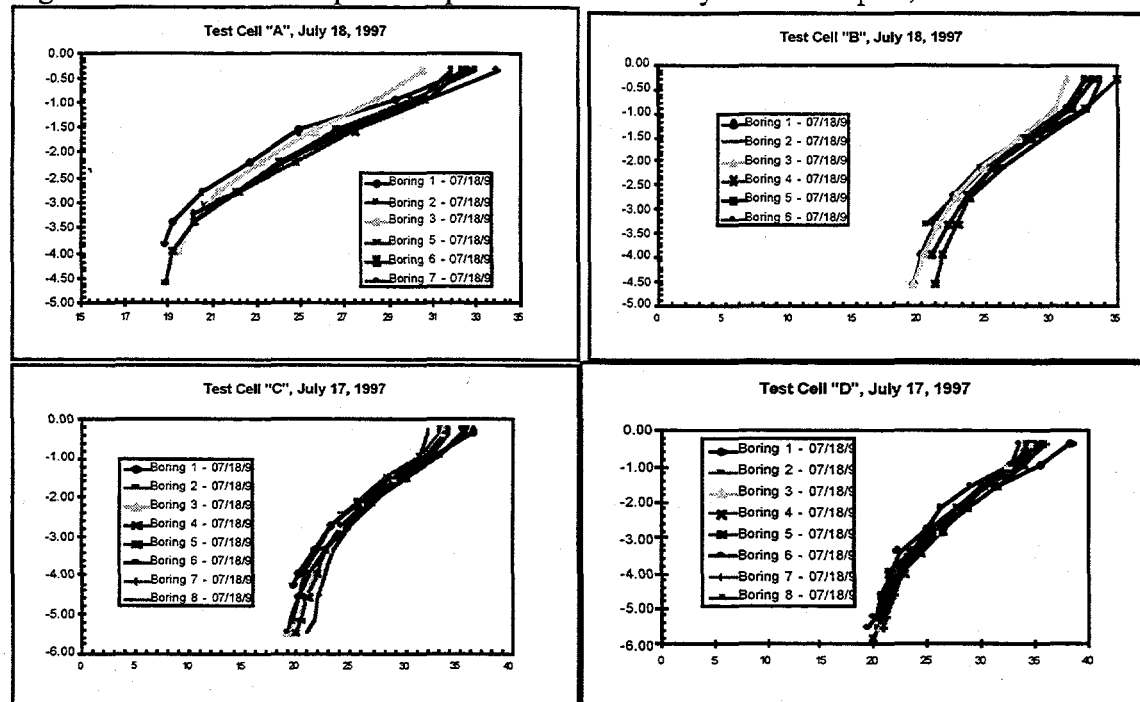 Test Cell "A", July 18, 1997
0.00
-0.50
-1.00
-1.50
-2.00
-2.50
-3.00
-3.50
-4.00
-4.50
-5.00
15 17 19 21 23 25 27 29 31 33 35
Boring 1 - 07/18/9
Boring 2 - 07/18/9
Boring 3 - 07/18/9
Boring 5 - 07/18/9
Boring 6 - 07/18/9
Boring 7 - 07/18/9
Test Cell "B", July 18, 1997
0.00
-0.50
-1.00
-1.50
-2.00
-2.50
-3.00
-3.50
-4.00
-4.50
-5.00
0 5 10 15 20 25 30 35
Boring 1 - 07/18/9
Boring 2 - 07/18/9
Boring 3 - 07/18/9
Boring 4 - 07/18/9
Boring 5 - 07/18/9
Boring 6 - 07/18/9
Test Cell "C", July 17, 1997
0.00
-1.00
-2.00
-3.00
-4.00
-5.00
-6.00
0 5 10 15 20 25 30 35 40
Boring 1 - 07/18/9
Boring 2 - 07/18/9
Boring 3 - 07/18/9
Boring 4 - 07/18/9
Boring 5 - 07/18/9
Boring 6 - 07/18/9
Boring 7 - 07/18/9
Boring 8 - 07/18/9
Test Cell "D", July 17, 1997
0.00
-1.00
-2.00
-3.00
-4.00
-5.00
-6.00
0 5 10 15 20 25 30 35 40
Boring 1 - 07/18/9
Boring 2 - 07/18/9
Boring 3 - 07/18/9
Boring 4 - 07/18/9
Boring 5 - 07/18/9
Boring 6 - 07/18/9
Boring 7 - 07/18/9
Boring 8 - 07/18/9